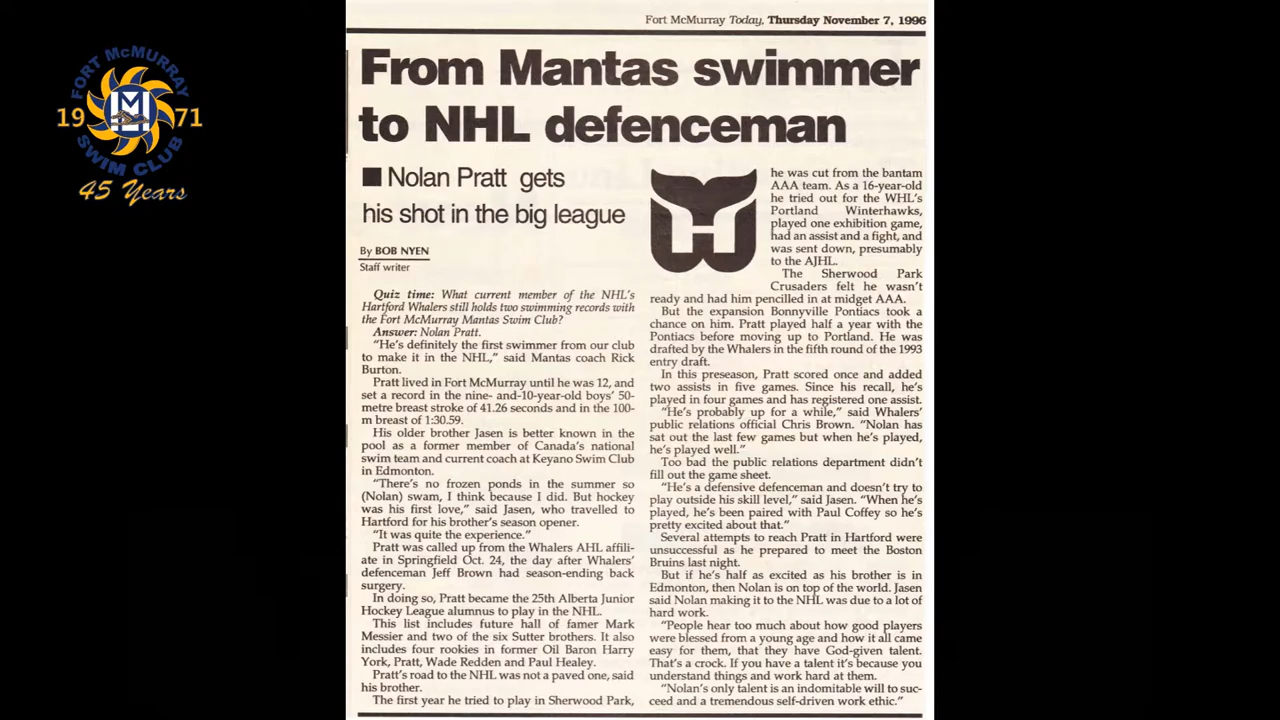 FORT McMURRAY
19 71
SWIM CLUB
45 Years
Fort McMurray Today, Thursday November 7, 1996
From Mantas swimmer
to NHL defenceman
■ Nolan Pratt gets
his shot in the big league
By BOB NYEN
Staff writer
Quiz time: What current member of the NHL's
Hartford Whalers still holds two swimming records with
the Fort McMurray Mantas Swim Club?
Answer: Nolan Pratt.
"He's definitely the first swimmer from our club
to make it in the NHL," said Mantas coach Rick
Burton.
Pratt lived in Fort McMurray until he was 12, and
set a record in the nine- and-10-year-old boys' 50-
metre breast stroke of 41.26 seconds and in the 100-
m breast of 1:30.59.
His older brother Jasen is better known in the
pool as a former member of Canada's national
swim team and current coach at Keyano Swim Club
in Edmonton.
"There's no frozen ponds in the summer so
(Nolan) swam, I think because I did. But hockey
was his first love," said Jasen, who travelled to
Hartford for his brother's season opener.
"It was quite the experience."
Pratt was called up from the Whalers AHL affili-
ate in Springfield Oct. 24, the day after Whalers'
defenceman Jeff Brown had season-ending back
surgery.
In doing so, Pratt became the 25th Alberta Junior
Hockey League alumnus to play in the NHL.
This list includes future hall of famer Mark
Messier and two of the six Sutter brothers. It also
includes four rookies in former Oil Baron Harry
York, Pratt, Wade Redden and Paul Healey.
Pratt's road to the NHL was not a paved one, said
his brother.
The first year he tried to play in Sherwood Park,
he was cut from the bantam
AAA team. As a 16-year-old
he tried out for the WHL's
Portland Winterhawks,
played one exhibition game,
had an assist and a fight, and
was sent down, presumably
to the AJHL.
The Sherwood Park
Crusaders felt he wasn't
ready and had him pencilled in at midget AAA.
But the expansion Bonnyville Pontiacs took a
chance on him. Pratt played half a year with the
Pontiacs before moving up to Portland. He was
drafted by the Whalers in the fifth round of the 1993
entry draft.
In this preseason, Pratt scored once and added
two assists in five games. Since his recall, he's
played in four games and has registered one assist.
"He's probably up for a while," said Whalers'
public relations official Chris Brown. "Nolan has
sat out the last few games but when he's played,
he's played well."
Too bad the public relations department didn't
fill out the game sheet.
"He's a defensive defenceman and doesn't try to
play outside his skill level," said Jasen. "When he's
played, he's been paired with Paul Coffey so he's
pretty excited about that."
Several attempts to reach Pratt in Hartford were
unsuccessful as he prepared to meet the Boston
Bruins last night.
But if he's half as excited as his brother is in
Edmonton, then Nolan is on top of the world. Jasen
said Nolan making it to the NHL was due to a lot of
hard work.
"People hear too much about how good players
were blessed from a young age and how it all came
easy for them, that they have God-given talent.
That's a crock. If you have a talent it's because you
understand things and work hard at them.
"Nolan's only talent is an indomitable will to suc-
ceed and a tremendous self-driven work ethic."